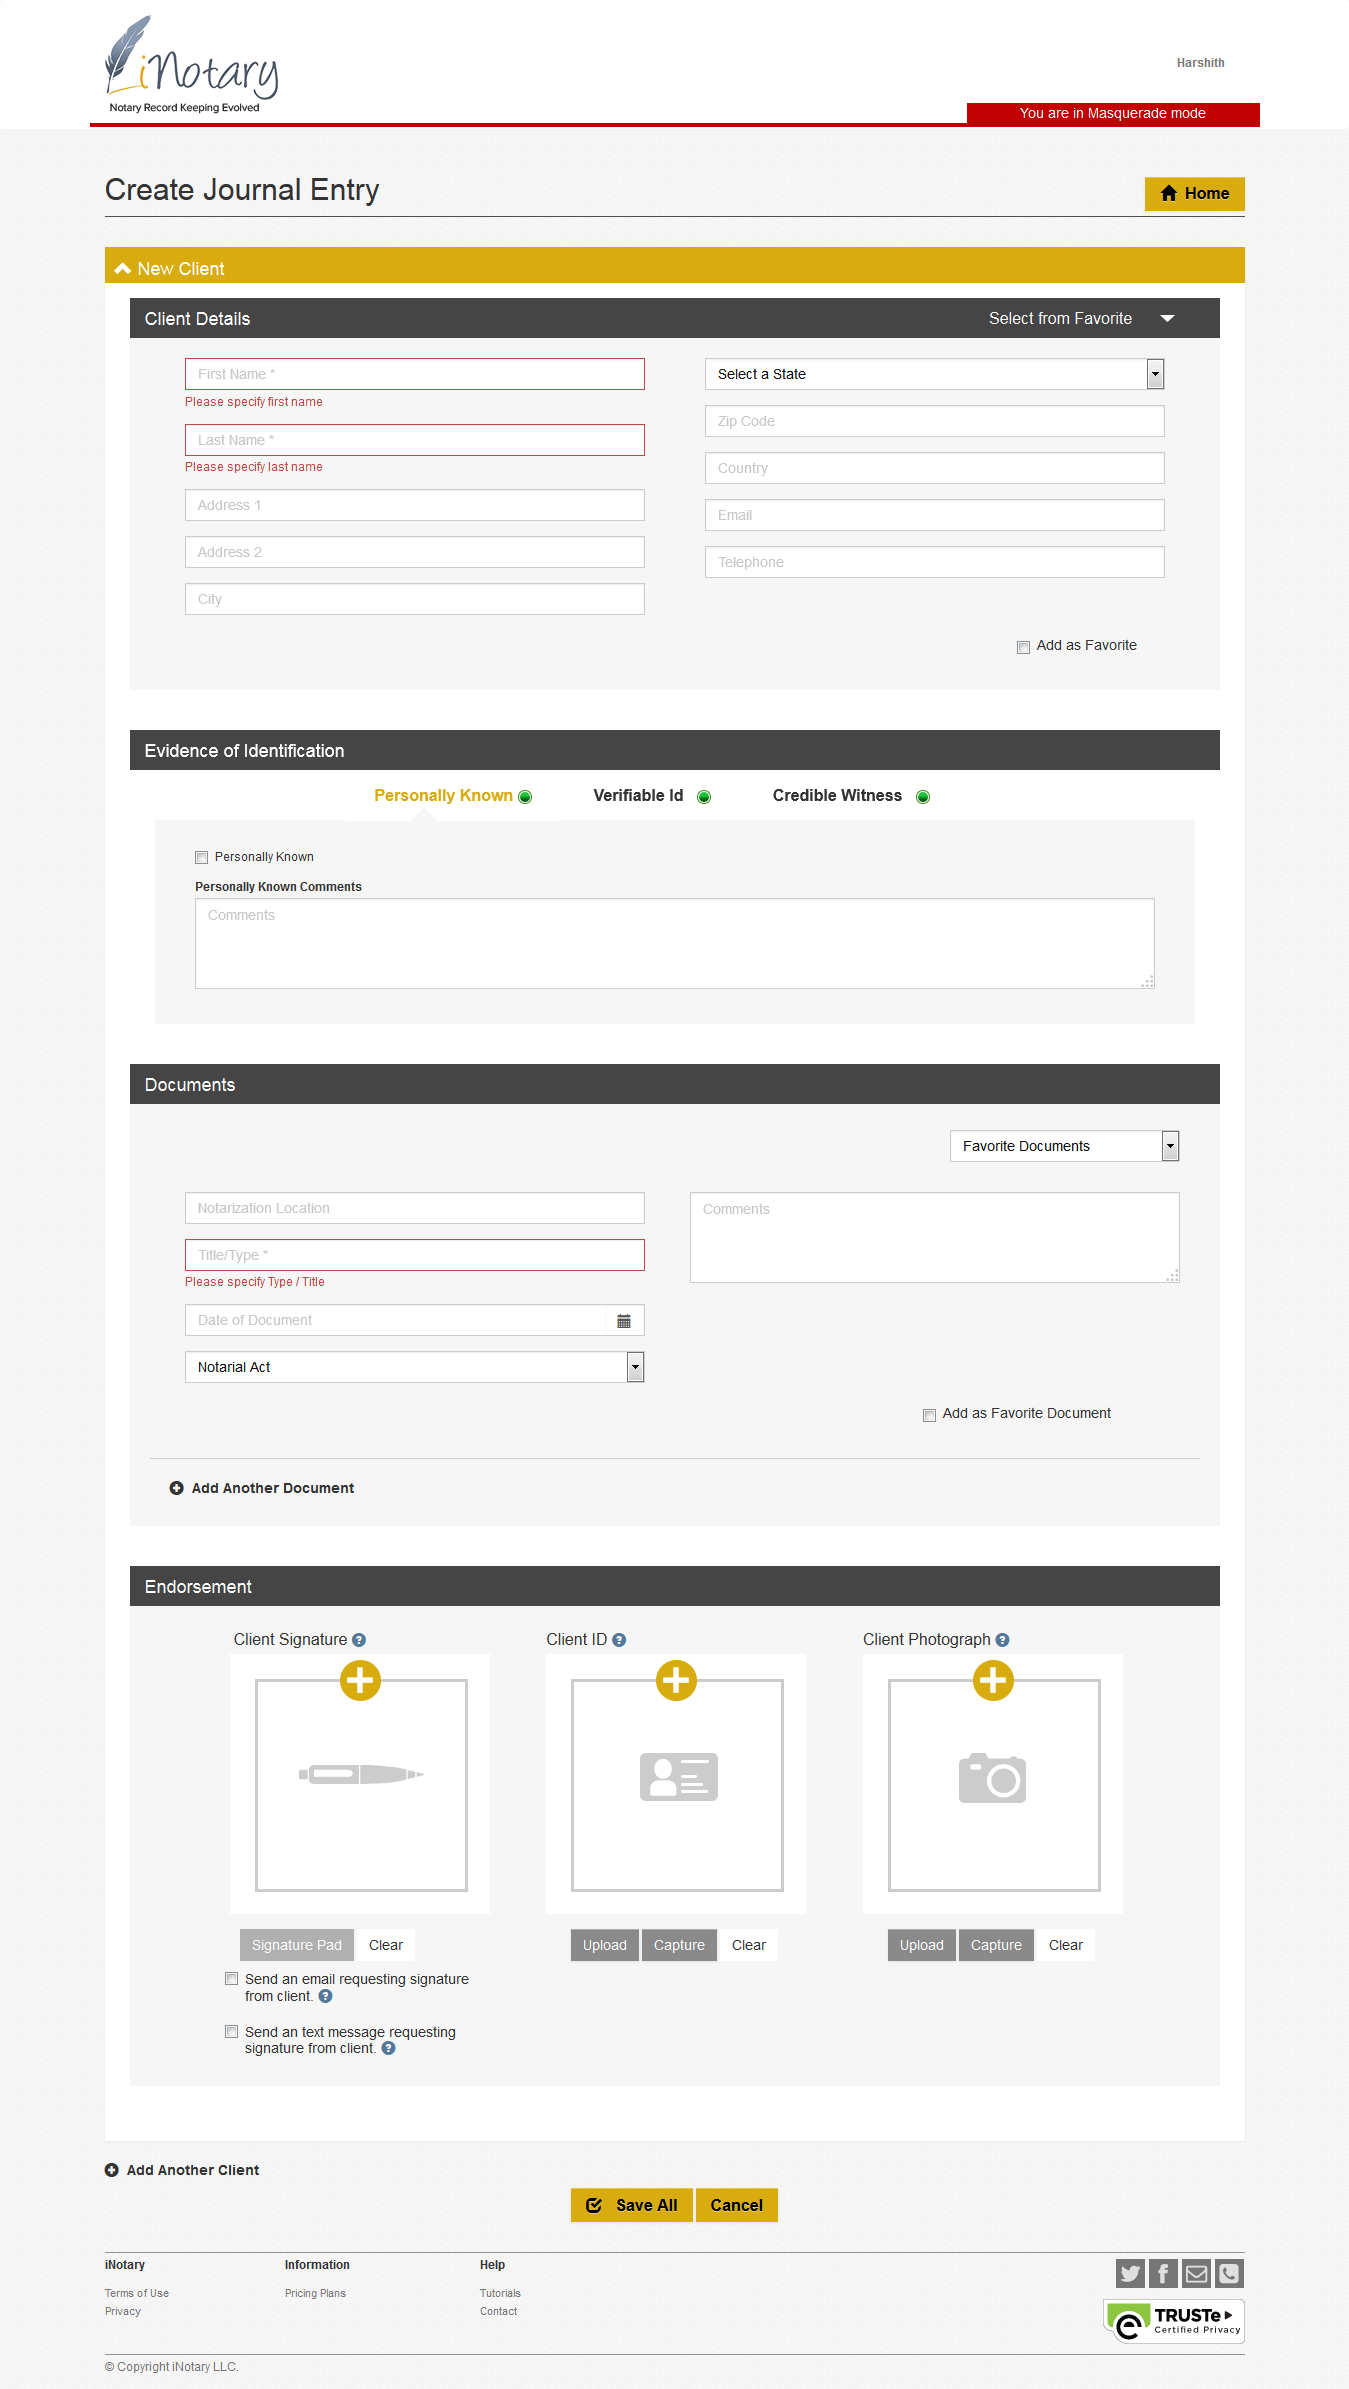 iNotary
Notary Record Keeping Evolved
Harshith
You are in Masquerade mode
Create Journal Entry
Home
New Client
Client Details
Select from Favorite
First Name *
Please specify first name
Last Name *
Please specify last name
Address 1
Address 2
City
Select a State
Zip Code
Country
Email
Telephone
Add as Favorite
Evidence of Identification
Personally Known
Verifiable Id
Credible Witness
Personally Known
Personally Known Comments
Comments
Documents
Favorite Documents
Notarization Location
Title/Type *
Please specify Type / Title
Date of Document
Notarial Act
Comments
Add as Favorite Document
Add Another Document
Endorsement
Client Signature
Client ID
Client Photograph
Signature Pad
Clear
Upload
Capture
Clear
Upload
Capture
Clear
Send an email requesting signature
from client.
Send an text message requesting
signature from client.
Add Another Client
Save All
Cancel
iNotary
Terms of Use
Privacy
Information
Pricing Plans
Help
Tutorials
Contact
TRUSTe
Certified Privacy
© Copyright iNotary LLC.